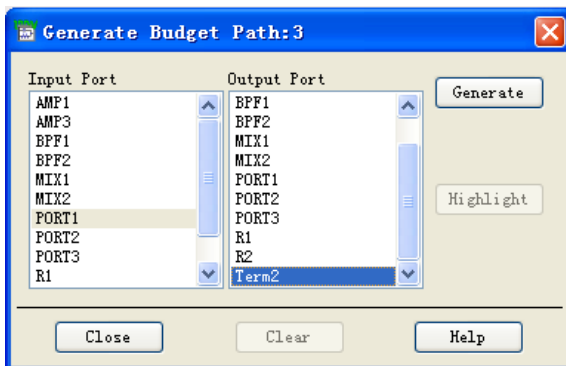 Generate Budget Path:3
Input Port
Output Port
AMP1
AMP3
BPF1
BPF2
MIX1
MIX2
PORT1
PORT2
PORT3
R1
BPF1
BPF2
MIX1
MIX2
PORT1
PORT2
PORT3
R1
R2
Term2
Generate
Highlight
Close
Clear
Help